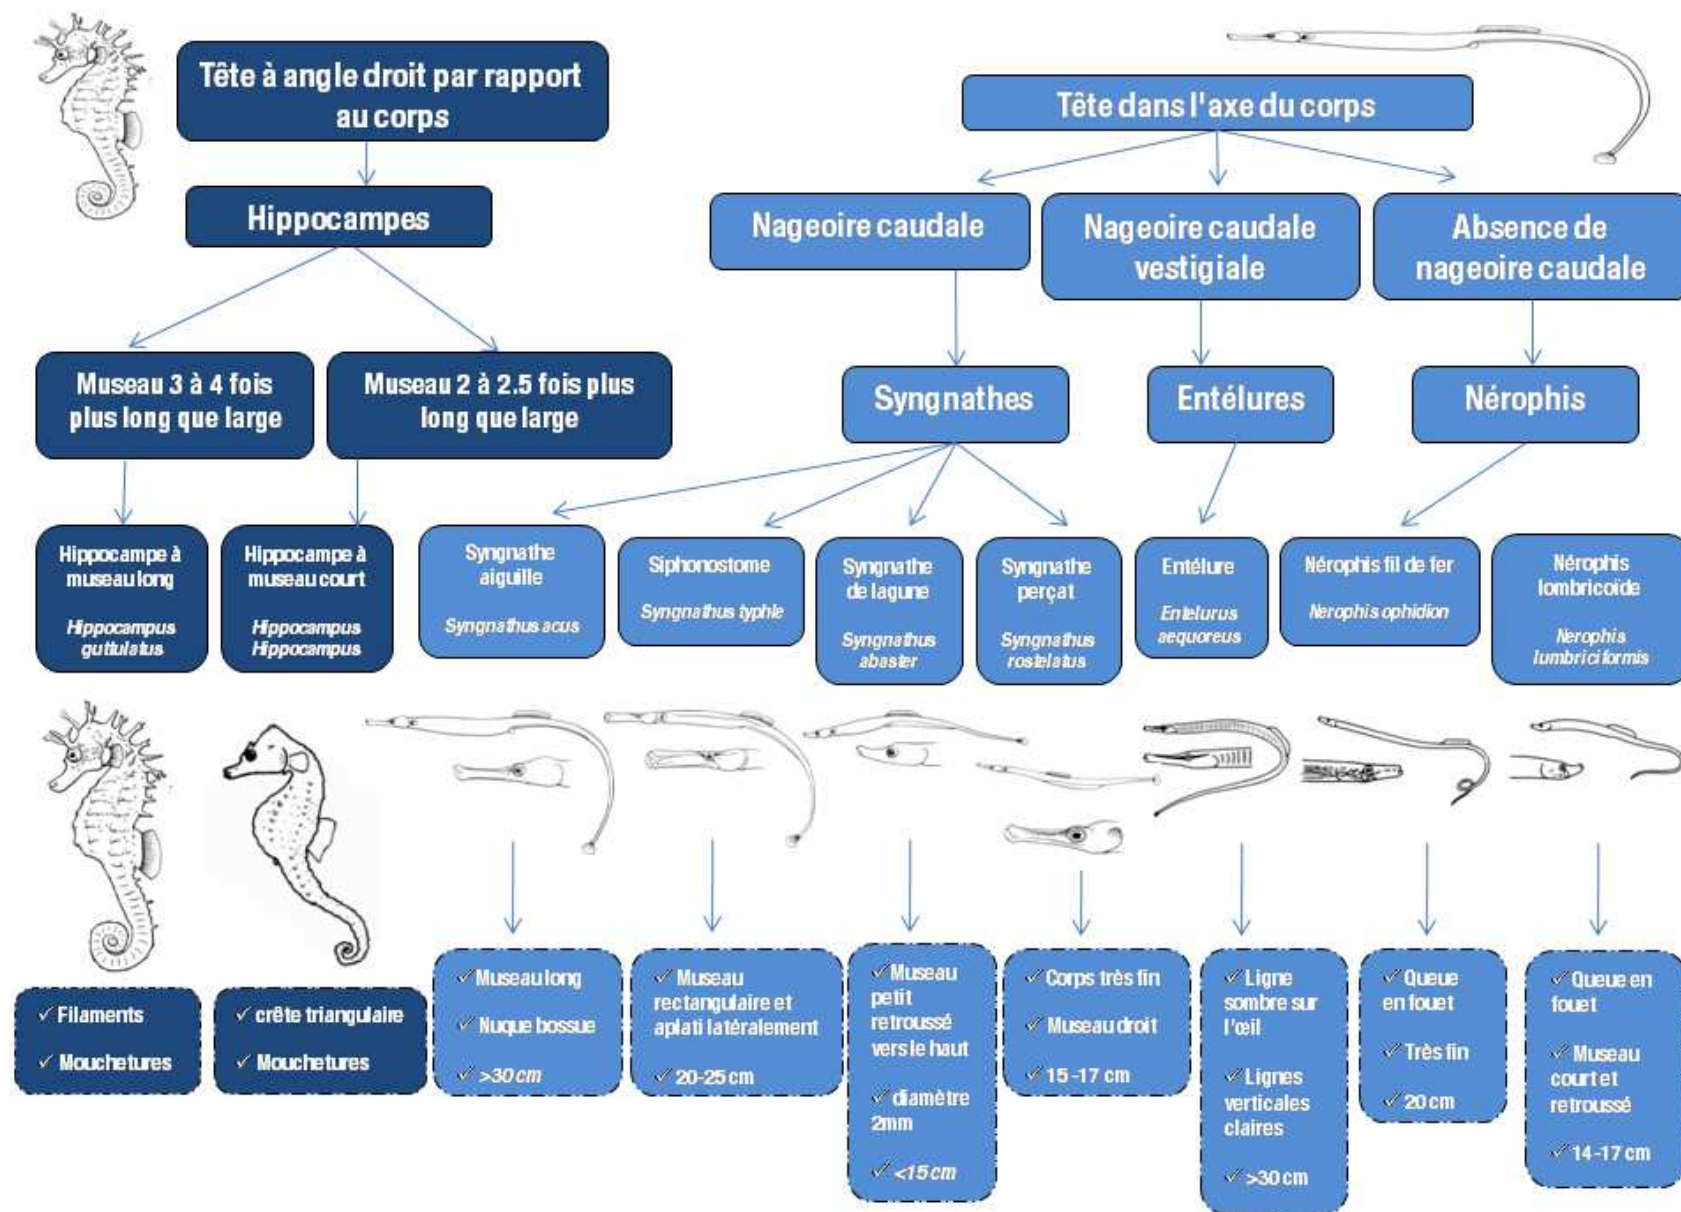 Tête à angle droit par rapport
au corps
Tête dans l'axe du corps
Hippocampes
Nageoire caudale
Nageoire caudale
vestigiale
Absence de
nageoire caudale
Museau 3 à 4 fois
plus long que large
Museau 2 à 2.5 fois plus
long que large
Syngnathes
Entélures
Nérophis
Hippocampe à
museau long
Hippocampus
guttulatus
Hippocampe à
museau court
Hippocampus
Hippocampus
Syngnathe
aiguille
Syngnathus acus
Siphonostome
Syngnathus typhle
Syngnathe
de lagune
Syngnathus
abaster
Syngnathe
perçat
Syngnathus
rostelatus
Entélure
Entelurus
aequoreus
Nérophis fil de fer
Nerophis ophidion
Nérophis
lombricoïde
Nerophis
lumbriciformis
✓ Filaments
✓ Mouchetures
✓ crête triangulaire
✓ Mouchetures
✓ Museau long
✓ Nuque bossue
✓ >30 cm
✓ Museau
rectangulaire et
aplati latéralement
✓ 20-25 cm
✓ Museau
petit
retroussé
vers le haut
✓ diamètre
2mm
✓ <15 cm
✓ Corps très fin
✓ Museau droit
✓ 15 -17 cm
✓ Ligne
sombre sur
l'œil
✓ Lignes
verticales
claires
✓ >30 cm
✓ Queue
en fouet
✓ Très fin
✓ 20 cm
✓ Queue en
fouet
✓ Museau
court et
retroussé
✓ 14-17 cm